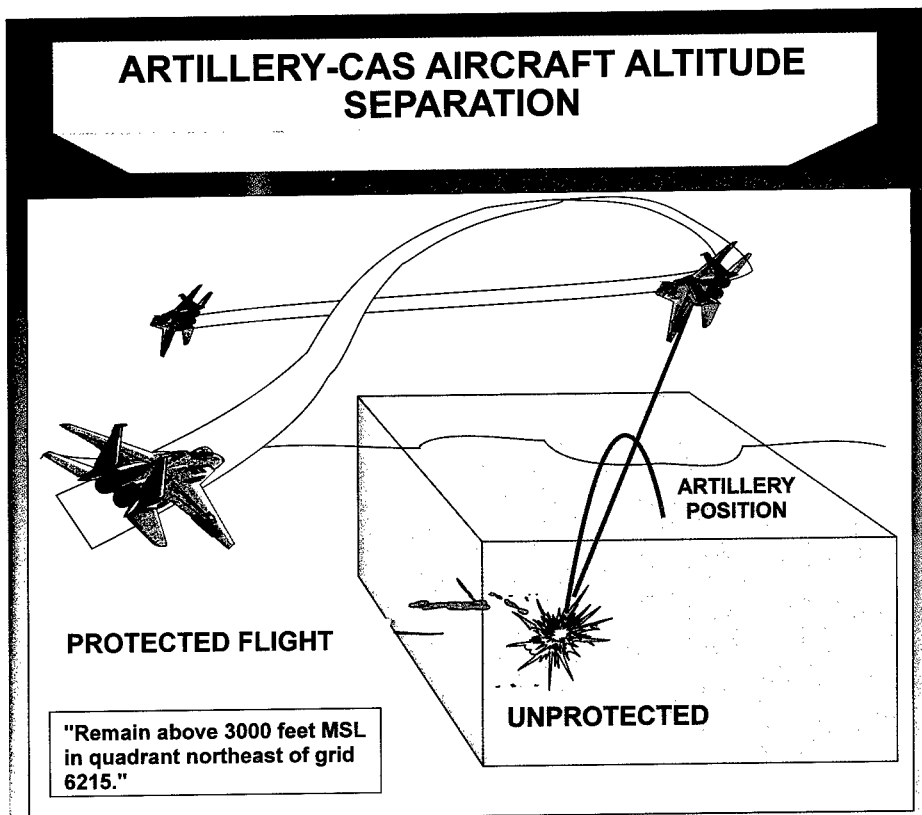 ARTILLERY-CAS AIRCRAFT ALTITUDE
SEPARATION
ARTILLERY
POSITION
PROTECTED FLIGHT
UNPROTECTED
"Remain above 3000 feet MSL
in quadrant northeast of grid
6215."